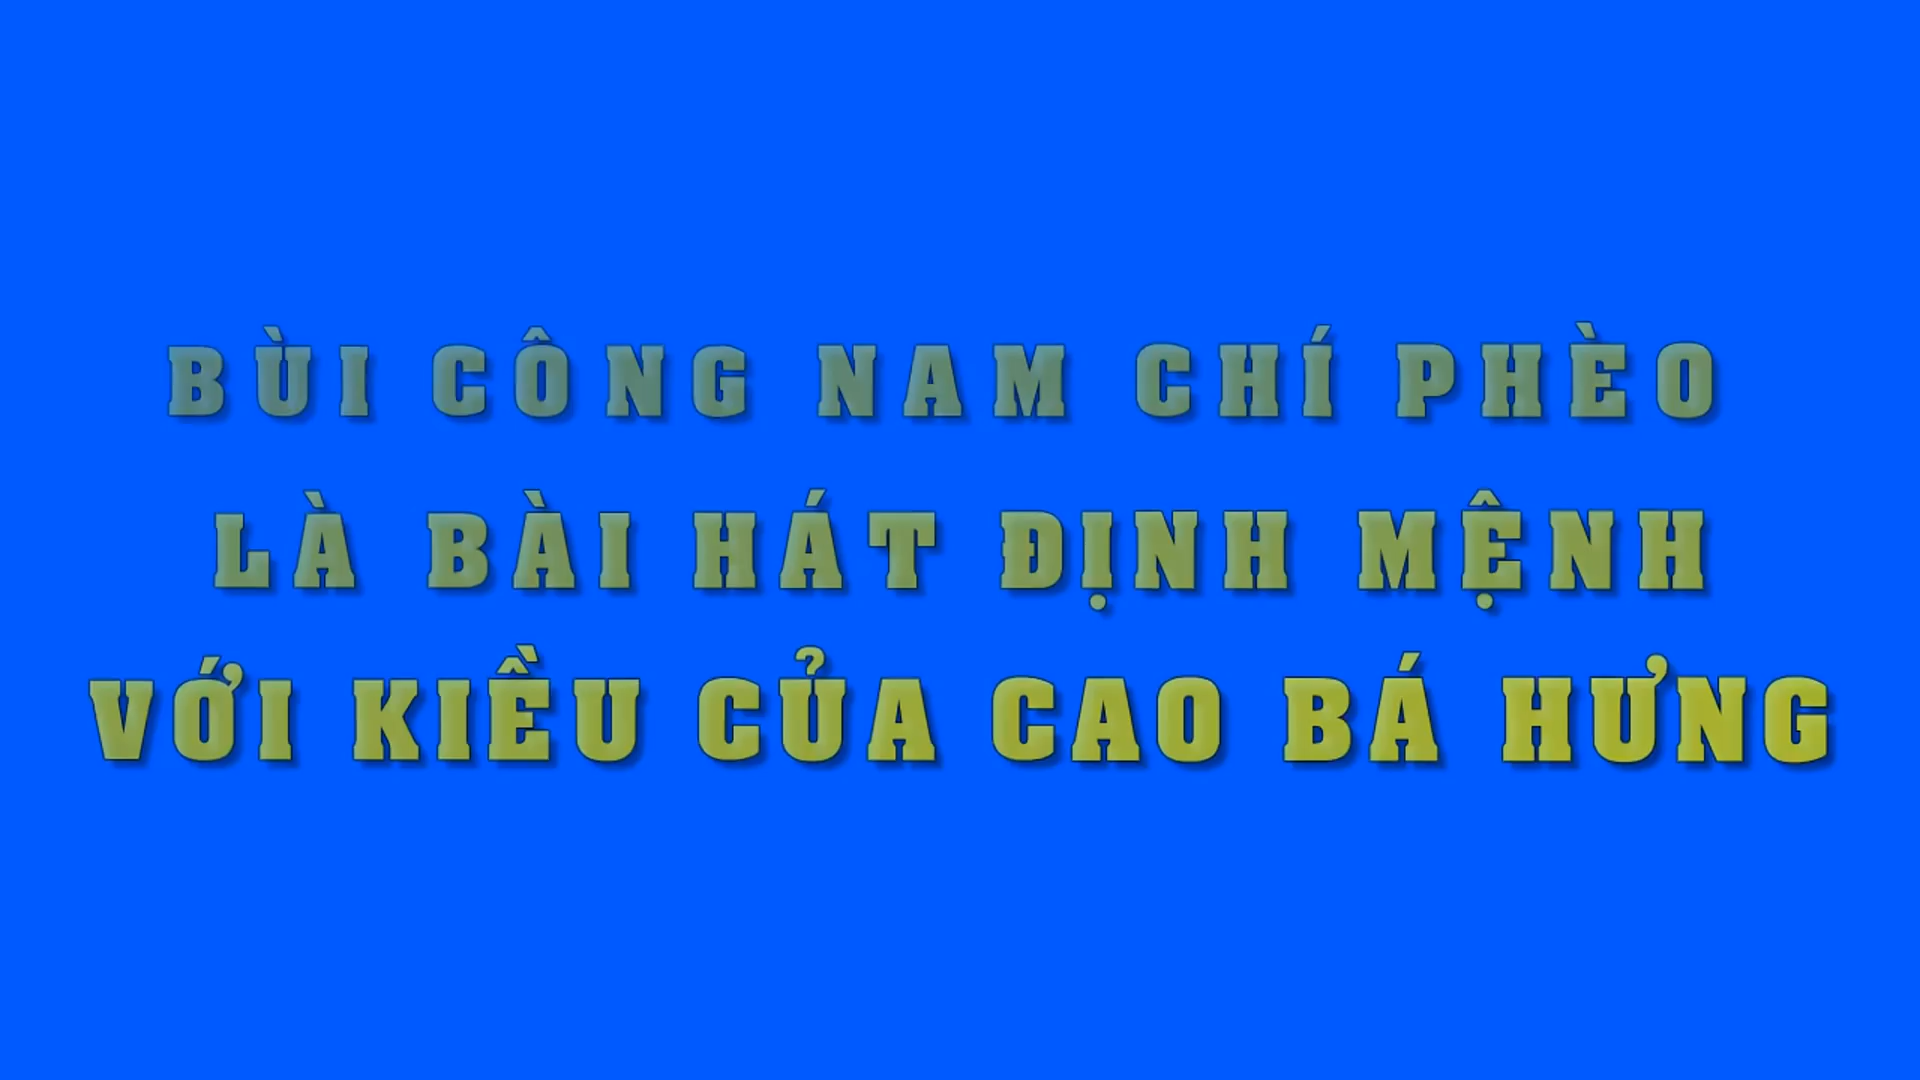 BÙI CÔNG NAM CHÍ PHÈO
LÀ BÀI HÁT ĐỊNH MỆNH
VỚI KIỀU CỦA CAO BÁ HƯNG